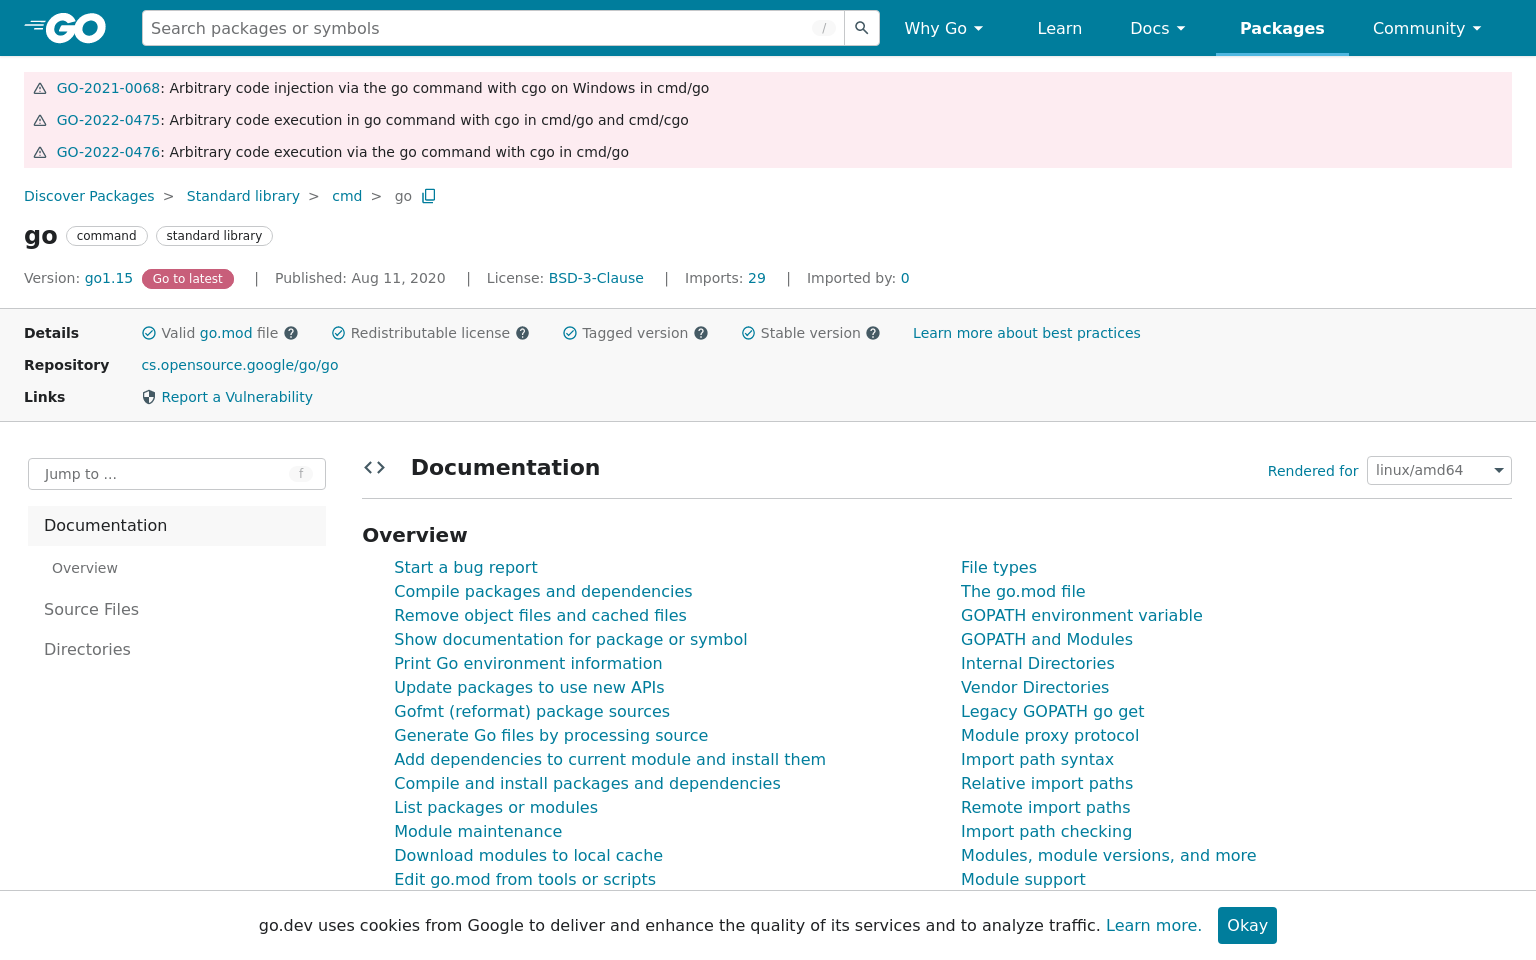 GO
Search packages or symbols /
Why Go
Learn
Docs
Packages
Community
GO-2021-0068: Arbitrary code injection via the go command with cgo on Windows in cmd/go
GO-2022-0475: Arbitrary code execution in go command with cgo in cmd/go and cmd/cgo
GO-2022-0476: Arbitrary code execution via the go command with cgo in cmd/go
Discover Packages > Standard library > cmd > go
go command standard library
Version: go1.15 Go to latest | Published: Aug 11, 2020 | License: BSD-3-Clause | Imports: 29 | Imported by: 0
Details Valid go.mod file Redistributable license Tagged version Stable version Learn more about best practices
Repository cs.opensource.google/go/go
Links Report a Vulnerability
Jump to ... f
Documentation
Overview
Source Files
Directories
Documentation
Rendered for linux/amd64
Overview
Start a bug report
Compile packages and dependencies
Remove object files and cached files
Show documentation for package or symbol
Print Go environment information
Update packages to use new APIs
Gofmt (reformat) package sources
Generate Go files by processing source
Add dependencies to current module and install them
Compile and install packages and dependencies
List packages or modules
Module maintenance
Download modules to local cache
Edit go.mod from tools or scripts
File types
The go.mod file
GOPATH environment variable
GOPATH and Modules
Internal Directories
Vendor Directories
Legacy GOPATH go get
Module proxy protocol
Import path syntax
Relative import paths
Remote import paths
Import path checking
Modules, module versions, and more
Module support
go.dev uses cookies from Google to deliver and enhance the quality of its services and to analyze traffic. Learn more. Okay